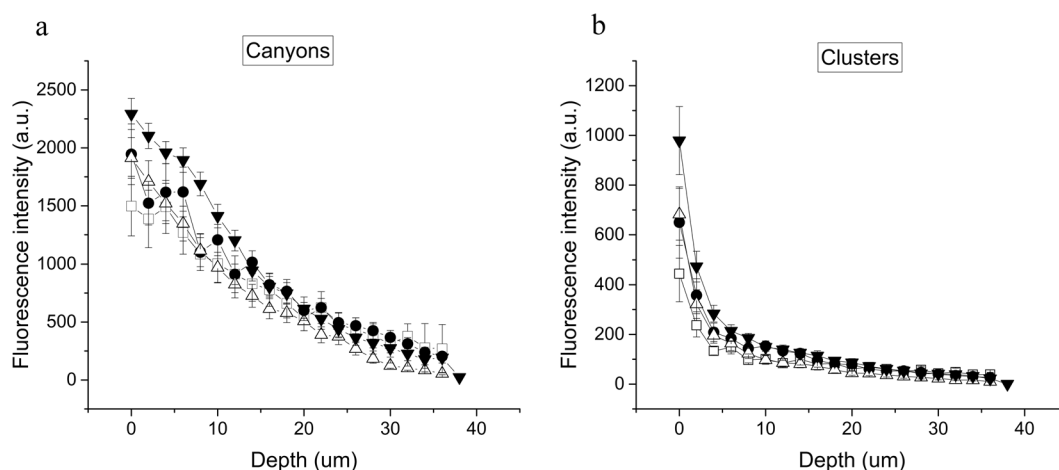 a
Canyons
Fluorescence intensity (a.u.)
2500
2000
1500
1000
500
0
0 10 20 30 40
Depth (um)
b
Clusters
Fluorescence intensity (a.u.)
1200
1000
800
600
400
200
0
0 10 20 30 40
Depth (um)